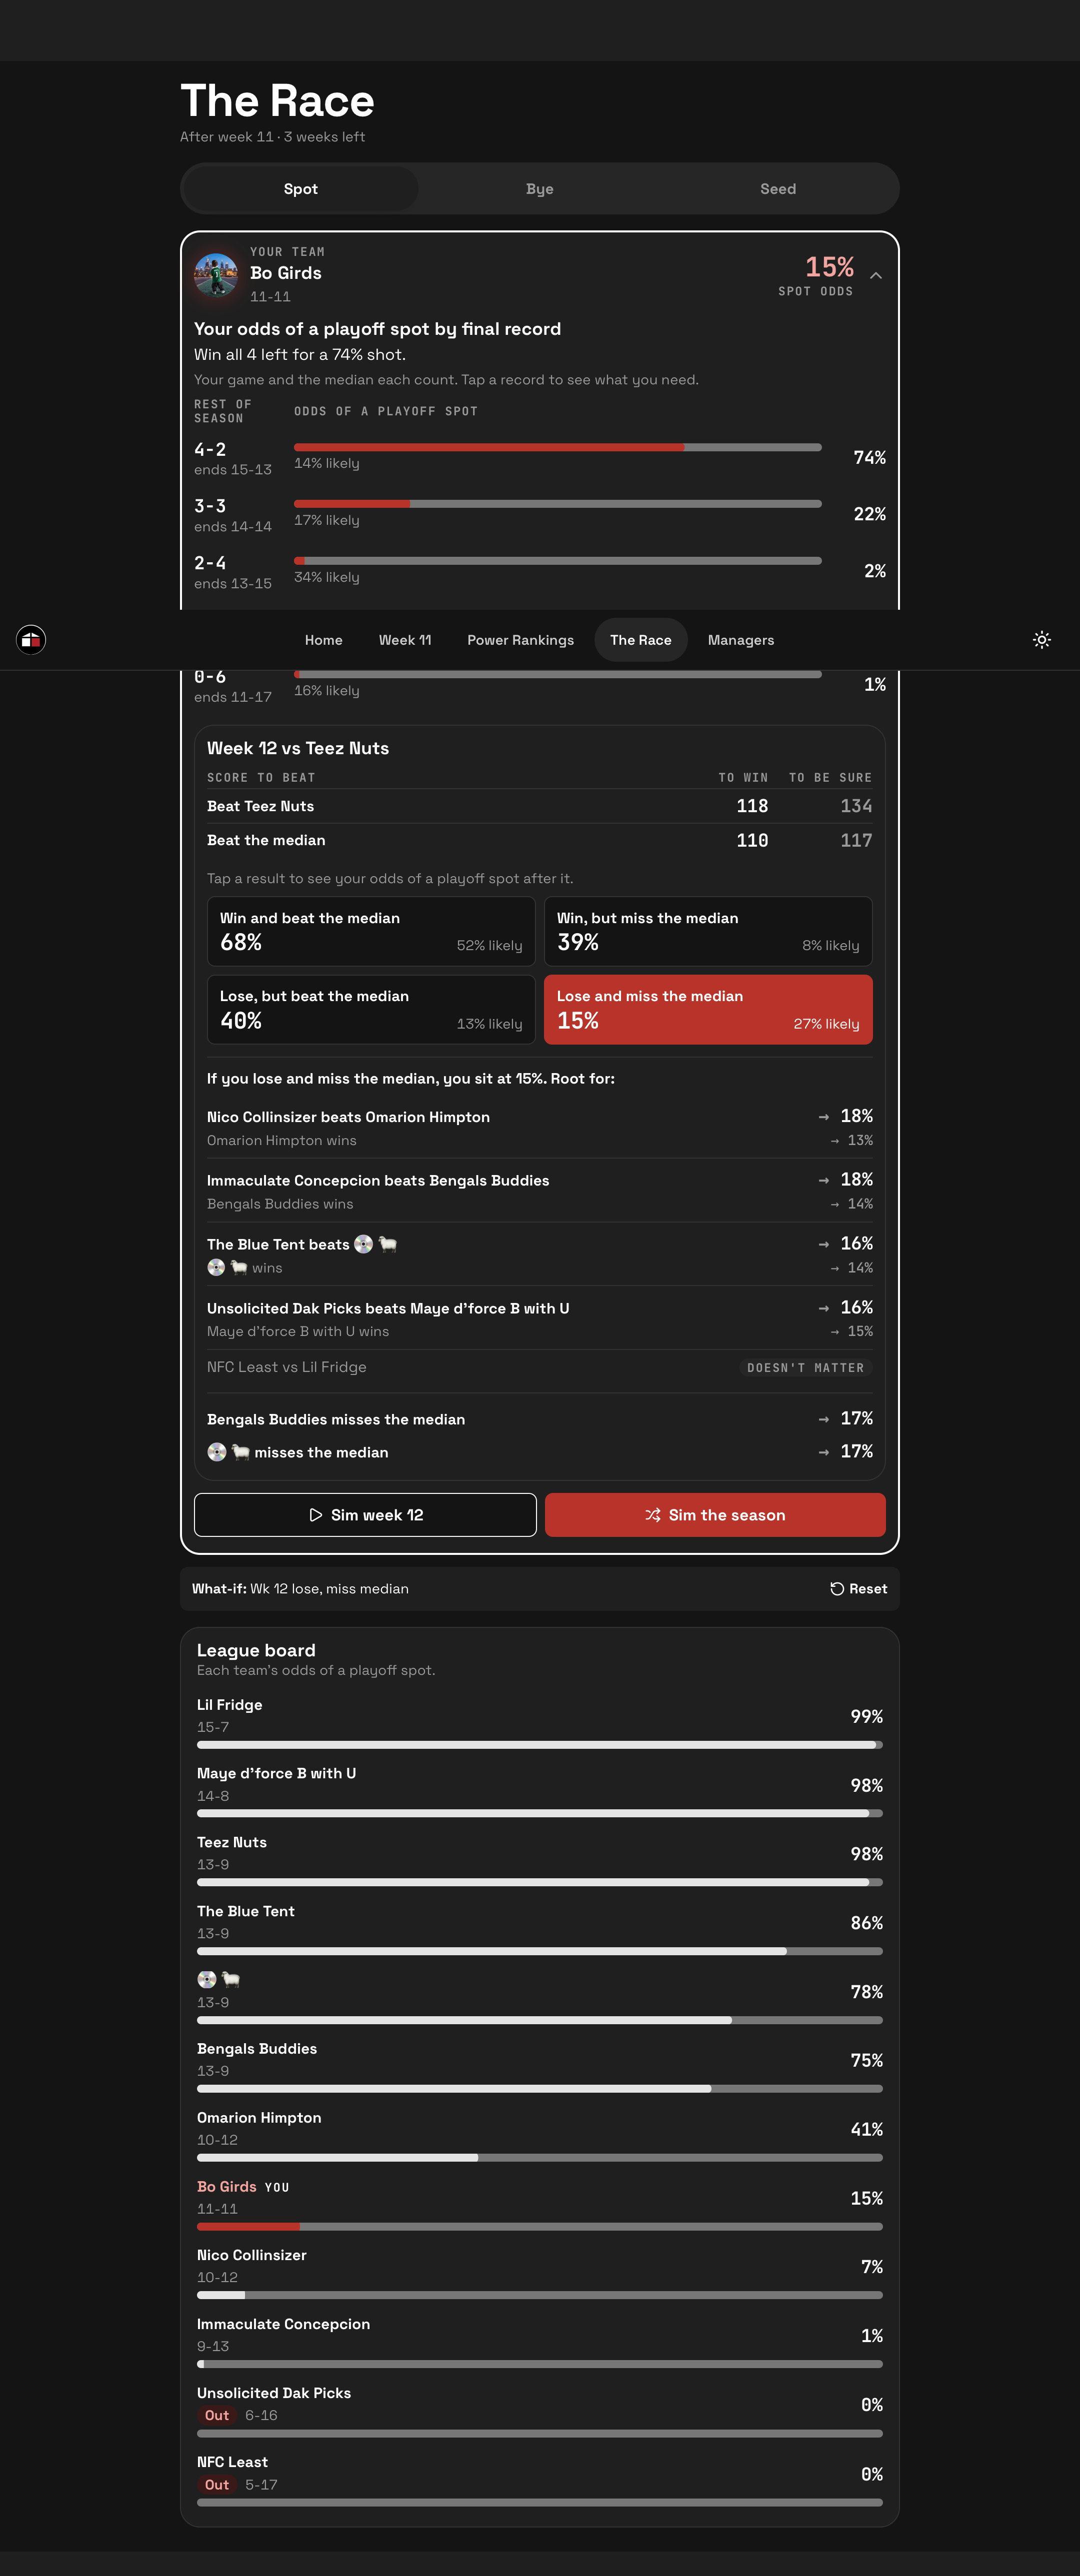 The Race
After week 11 · 3 weeks left
Spot
Bye
Seed
YOUR TEAM
Bo Girds
11-11
15%
SPOT ODDS
Your odds of a playoff spot by final record
Win all 4 left for a 74% shot.
Your game and the median each count. Tap a record to see what you need.
REST OF SEASON
ODDS OF A PLAYOFF SPOT
4-2
ends 15-13
14% likely
74%
3-3
ends 14-14
17% likely
22%
2-4
ends 13-15
34% likely
2%
Home
Week 11
Power Rankings
The Race
Managers
0-6
ends 11-17
16% likely
1%
Week 12 vs Teez Nuts
SCORE TO BEAT
TO WIN
TO BE SURE
Beat Teez Nuts
118
134
Beat the median
110
117
Tap a result to see your odds of a playoff spot after it.
Win and beat the median
68%
52% likely
Win, but miss the median
39%
8% likely
Lose, but beat the median
40%
13% likely
Lose and miss the median
15%
27% likely
If you lose and miss the median, you sit at 15%. Root for:
Nico Collinsizer beats Omarion Himpton
→ 18%
Omarion Himpton wins
→ 13%
Immaculate Concepcion beats Bengals Buddies
→ 18%
Bengals Buddies wins
→ 14%
The Blue Tent beats 💿 🐑
→ 16%
💿 🐑 wins
→ 14%
Unsolicited Dak Picks beats Maye d'force B with U
→ 16%
Maye d'force B with U wins
→ 15%
NFC Least vs Lil Fridge
DOESN'T MATTER
Bengals Buddies misses the median
→ 17%
💿 🐑 misses the median
→ 17%
Sim week 12
Sim the season
What-if: Wk 12 lose, miss median
Reset
League board
Each team's odds of a playoff spot.
Lil Fridge
15-7
99%
Maye d'force B with U
14-8
98%
Teez Nuts
13-9
98%
The Blue Tent
13-9
86%
💿 🐑
13-9
78%
Bengals Buddies
13-9
75%
Omarion Himpton
10-12
41%
Bo Girds YOU
11-11
15%
Nico Collinsizer
10-12
7%
Immaculate Concepcion
9-13
1%
Unsolicited Dak Picks
Out 6-16
0%
NFC Least
Out 5-17
0%